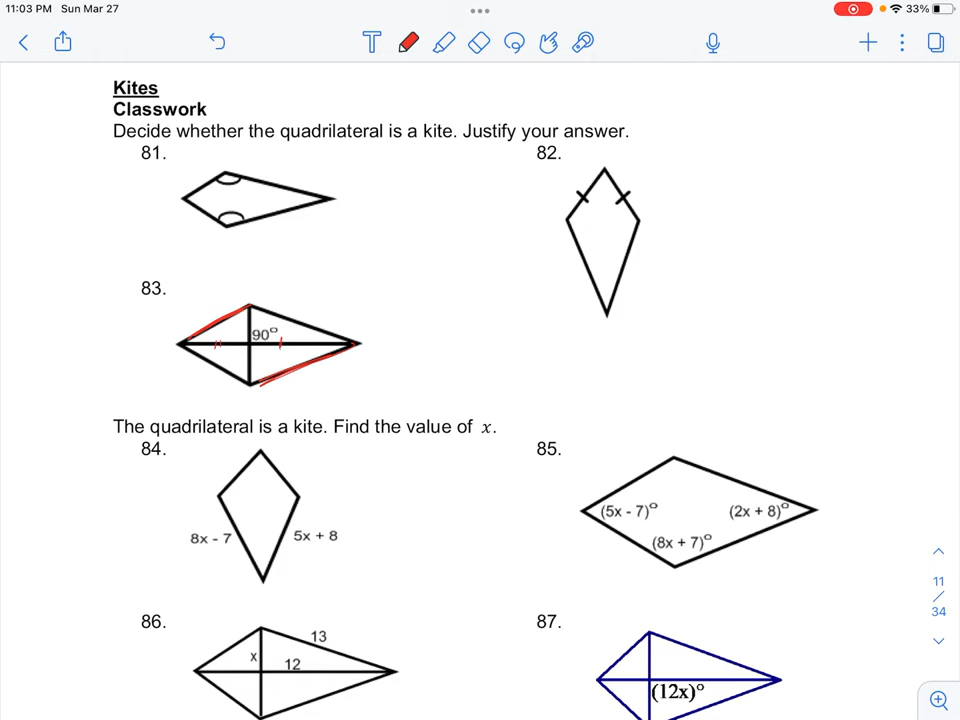 11:03 PM Sun Mar 27
33%
Kites
Classwork
Decide whether the quadrilateral is a kite. Justify your answer.
81.
82.
83.
90°
The quadrilateral is a kite. Find the value of x.
84.
85.
8x - 7
5x + 8
(5x - 7)°
(2x + 8)°
(8x + 7)°
11
/
34
86.
87.
13
x
12
(12x)°